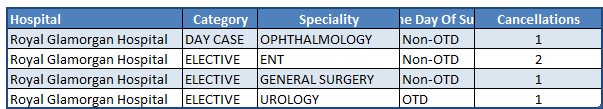 Hospital Category Speciality ne Day Of Su Cancellations
Royal Glamorgan Hospital DAY CASE OPHTHALMOLOGY Non-OTD 1
Royal Glamorgan Hospital ELECTIVE ENT Non-OTD 2
Royal Glamorgan Hospital ELECTIVE GENERAL SURGERY Non-OTD 1
Royal Glamorgan Hospital ELECTIVE UROLOGY OTD 1